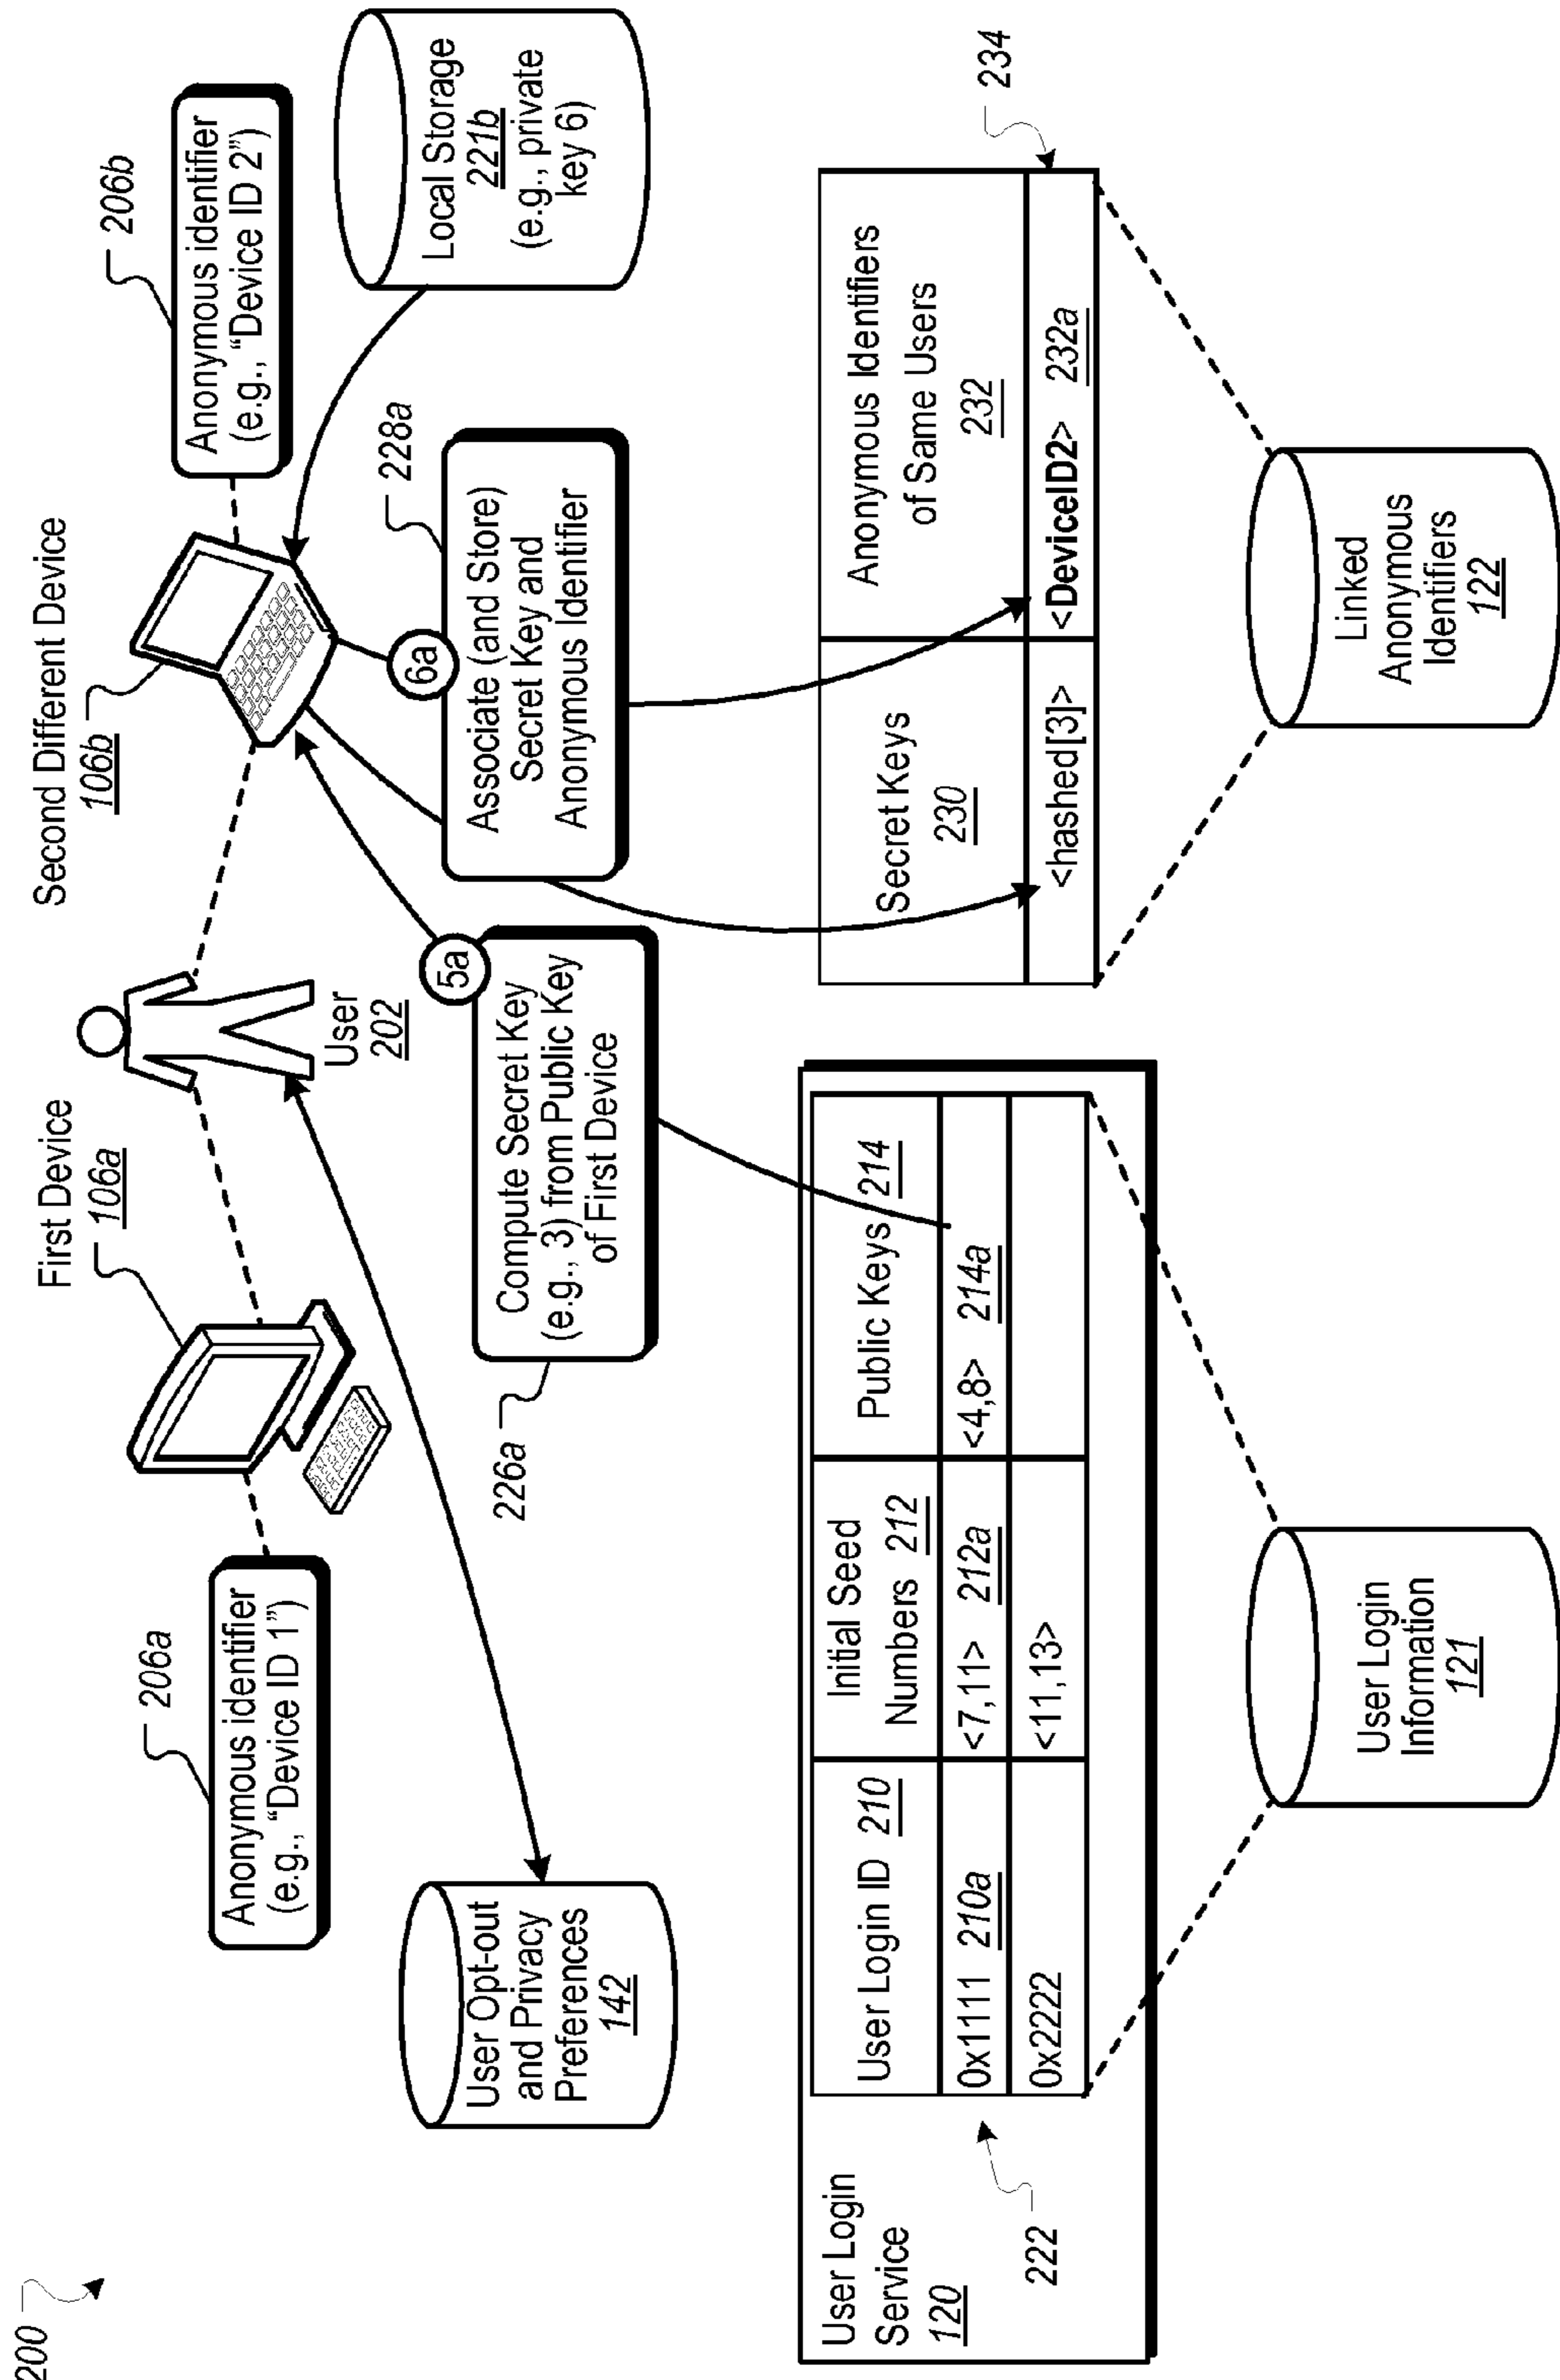 200
First Device
106a
Second Different Device
106b
206a
Anonymous identifier
(e.g., “Device ID 1”)
User
202
206b
Anonymous identifier
(e.g., “Device ID 2”)
User Opt-out
and Privacy
Preferences
142
226a
5a
Compute Secret Key
(e.g., 3) from Public Key
of First Device
6a
228a
Associate (and Store)
Secret Key and
Anonymous Identifier
Local Storage
221b
(e.g., private
key 6)
User Login
Service
120
222
User Login ID 210
Initial Seed
Numbers 212
Public Keys 214
0x1111 210a
<7,11> 212a
<4,8> 214a
0x2222
<11,13>
Secret Keys
230
Anonymous Identifiers
of Same Users
232
<hashed[3]>
<DeviceID2> 232a
234
User Login
Information
121
Linked
Anonymous
Identifiers
122